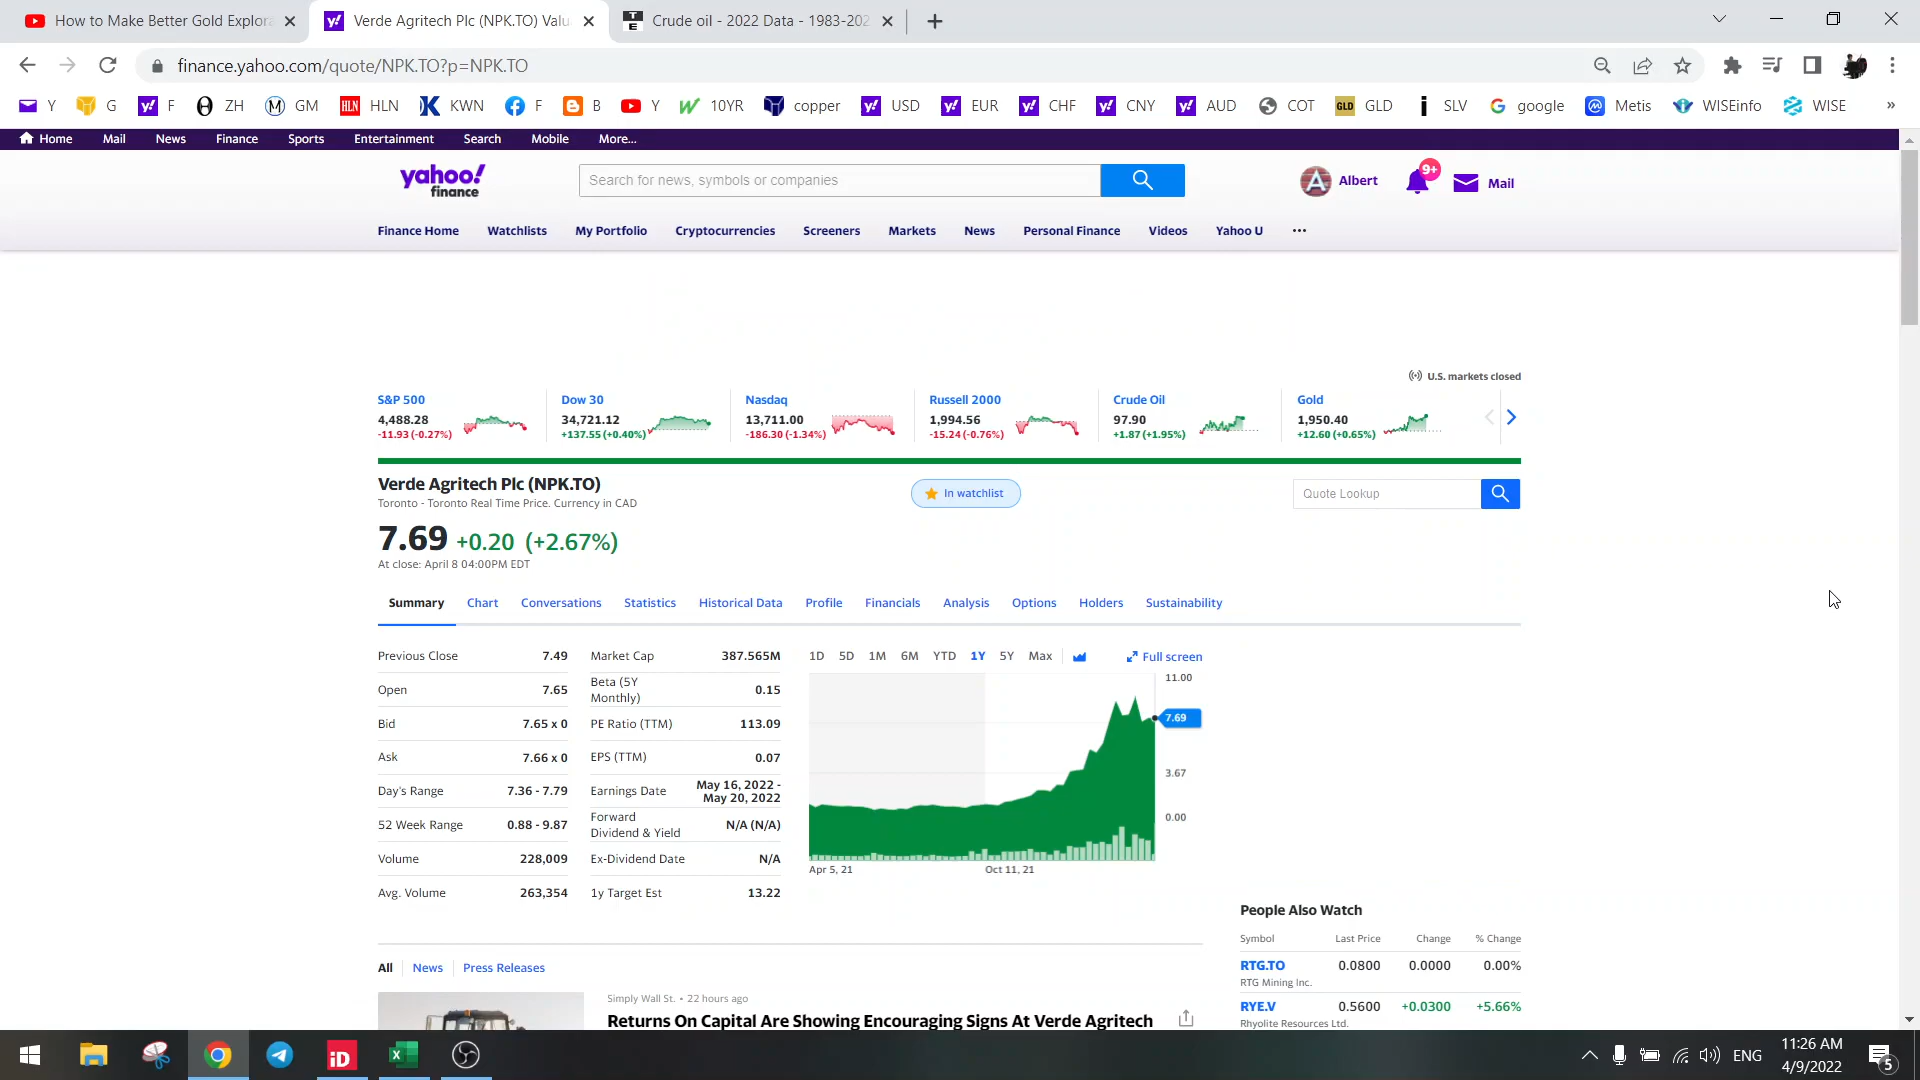 How to Make Better Gold Explora
Verde Agritech Plc (NPK.TO) Valu
Crude oil - 2022 Data - 1983-202
finance.yahoo.com/quote/NPK.TO?p=NPK.TO
Y G F ZH GM HLN KWN F B Y 10YR copper USD EUR CHF CNY AUD COT GLD SLV google Metis WISEinfo WISE »
Home Mail News Finance Sports Entertainment Search Mobile More...
yahoo!
finance
Search for news, symbols or companies
Albert
9+
Mail
Finance Home Watchlists My Portfolio Cryptocurrencies Screeners Markets News Personal Finance Videos Yahoo U
U.S. markets closed
S&P 500 Dow 30 Nasdaq Russell 2000 Crude Oil Gold
4,488.28 34,721.12 13,711.00 1,994.56 97.90 1,950.40
-11.93 (-0.27%) +137.55 (+0.40%) -186.30 (-1.34%) -15.24 (-0.76%) +1.87 (+1.95%) +12.60 (+0.65%)
Verde Agritech Plc (NPK.TO)
Toronto - Toronto Real Time Price. Currency in CAD
In watchlist
Quote Lookup
7.69 +0.20 (+2.67%)
At close: April 8 04:00PM EDT
Summary Chart Conversations Statistics Historical Data Profile Financials Analysis Options Holders Sustainability
Previous Close 7.49
Open 7.65
Bid 7.65 x 0
Ask 7.66 x 0
Day's Range 7.36 - 7.79
52 Week Range 0.88 - 9.87
Volume 228,009
Avg. Volume 263,354
Market Cap 387.565M
Beta (5Y
Monthly) 0.15
PE Ratio (TTM) 113.09
EPS (TTM) 0.07
Earnings Date May 16, 2022 -
May 20, 2022
Forward
Dividend & Yield N/A (N/A)
Ex-Dividend Date N/A
1y Target Est 13.22
1D 5D 1M 6M YTD 1Y 5Y Max Full screen
11.00
7.69
3.67
0.00
Apr 5, 21 Oct 11, 21
People Also Watch
Symbol Last Price Change % Change
RTG.TO 0.0800 0.0000 0.00%
RTG Mining Inc.
RYE.V 0.5600 +0.0300 +5.66%
Rhyolite Resources Ltd.
All News Press Releases
Simply Wall St. • 22 hours ago
Returns On Capital Are Showing Encouraging Signs At Verde Agritech
iD
ENG
11:26 AM
4/9/2022
5